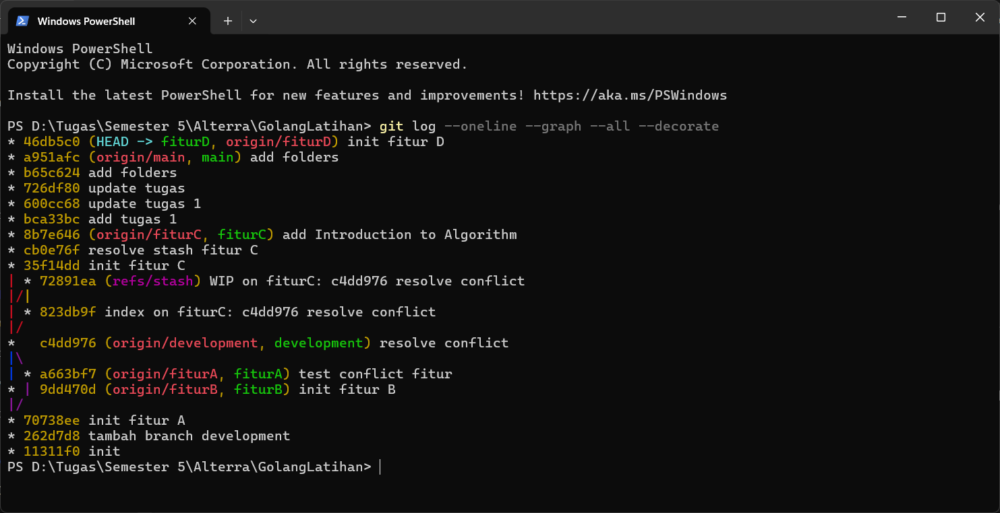 Windows PowerShell
Windows PowerShell
Copyright (C) Microsoft Corporation. All rights reserved.
Install the latest PowerShell for new features and improvements! https://aka.ms/PSWindows
PS D:\Tugas\Semester 5\Alterra\GolangLatihan> git log --oneline --graph --all --decorate
* 46db5c0 (HEAD -> fiturD, origin/fiturD) init fitur D
* a951afc (origin/main, main) add folders
* b65c624 add folders
* 726df80 update tugas
* 600cc68 update tugas 1
* bca33bc add tugas 1
* 8b7e646 (origin/fiturC, fiturC) add Introduction to Algorithm
* cb0e76f resolve stash fitur C
* 35f14dd init fitur C
| * 72891ea (refs/stash) WIP on fiturC: c4dd976 resolve conflict
|/|
| * 823db9f index on fiturC: c4dd976 resolve conflict
|/
*   c4dd976 (origin/development, development) resolve conflict
|\
| * a663bf7 (origin/fiturA, fiturA) test conflict fitur
* | 9dd470d (origin/fiturB, fiturB) init fitur B
|/
* 70738ee init fitur A
* 262d7d8 tambah branch development
* 11311f0 init
PS D:\Tugas\Semester 5\Alterra\GolangLatihan>